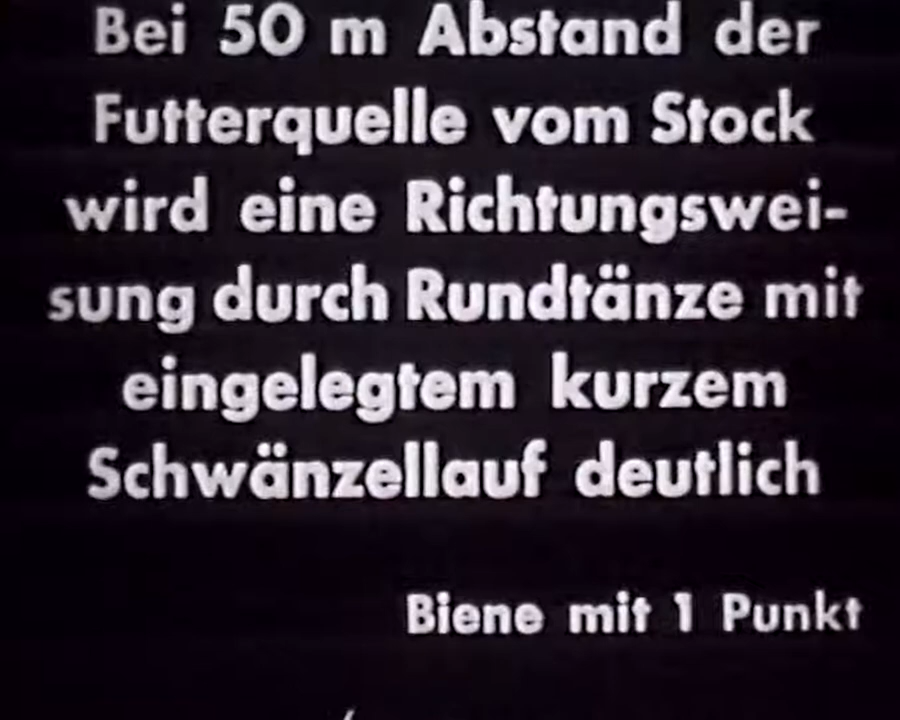 Bei 50 m Abstand der
Futterquelle vom Stock
wird eine Richtungswei-
sung durch Rundtänze mit
eingelegtem kurzem
Schwänzellauf deutlich
Biene mit 1 Punkt